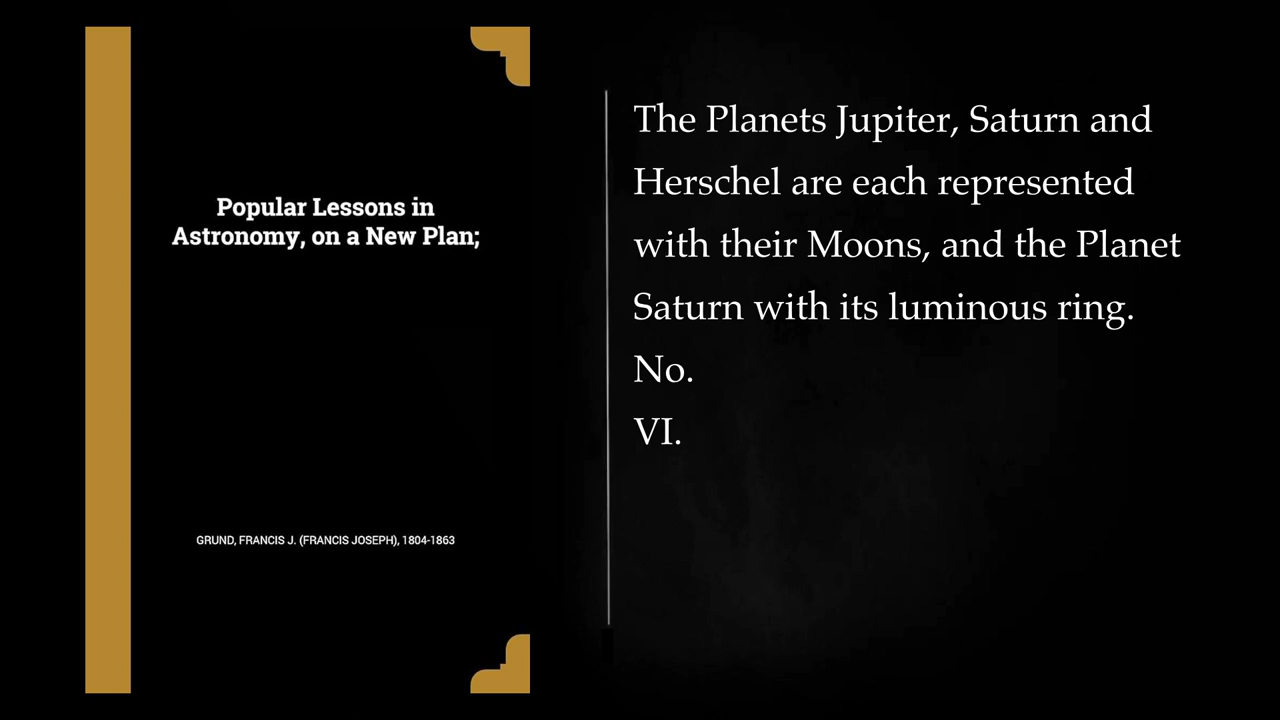 Popular Lessons in
Astronomy, on a New Plan;
GRUND, FRANCIS J. (FRANCIS JOSEPH), 1804-1863
The Planets Jupiter, Saturn and
Herschel are each represented
with their Moons, and the Planet
Saturn with its luminous ring.
No.
VI.